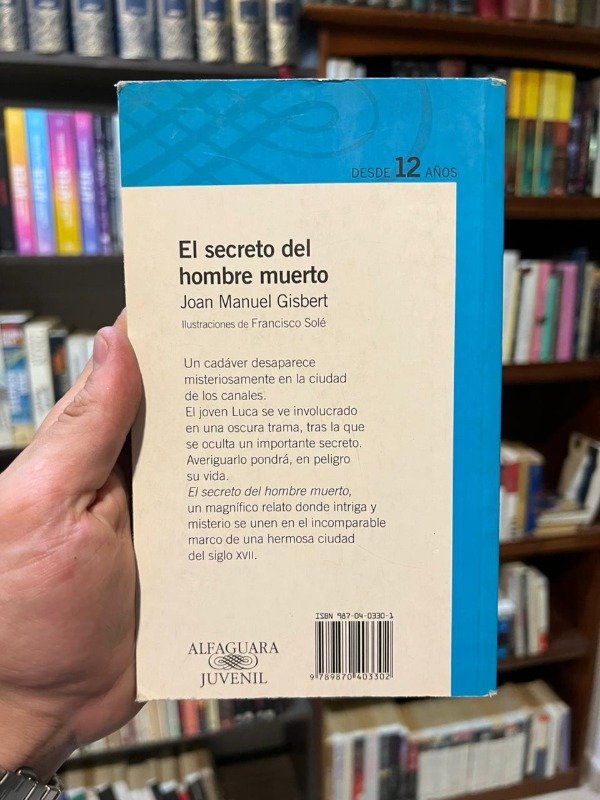 DESDE 12 AÑOS
El secreto del
hombre muerto
Joan Manuel Gisbert
Ilustraciones de Francisco Solé
Un cadáver desaparece
misteriosamente en la ciudad
de los canales.
El joven Luca se ve involucrado
en una oscura trama, tras la que
se oculta un importante secreto.
Averiguarlo pondrá, en peligro
su vida.
El secreto del hombre muerto,
un magnífico relato donde intriga y
misterio se unen en el incomparable
marco de una hermosa ciudad
del siglo XVII.
ISBN 987-04-0330-1
9 789870 403302
ALFAGUARA
JUVENIL